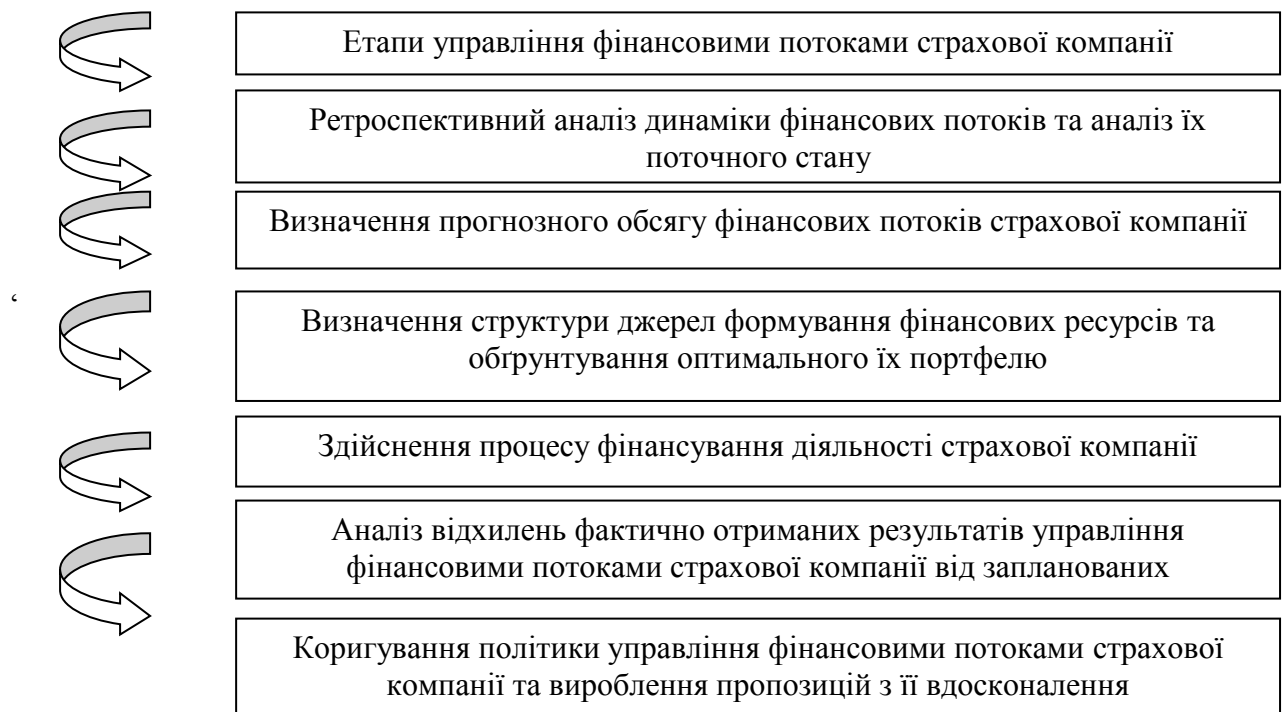 Етапи управління фінансовими потоками страхової компанії
Ретроспективний аналіз динаміки фінансових потоків та аналіз їх
поточного стану
Визначення прогнозного обсягу фінансових потоків страхової компанії
‘
Визначення структури джерел формування фінансових ресурсів та
обґрунтування оптимального їх портфелю
Здійснення процесу фінансування діяльності страхової компанії
Аналіз відхилень фактично отриманих результатів управління
фінансовими потоками страхової компанії від запланованих
Коригування політики управління фінансовими потоками страхової
компанії та вироблення пропозицій з її вдосконалення